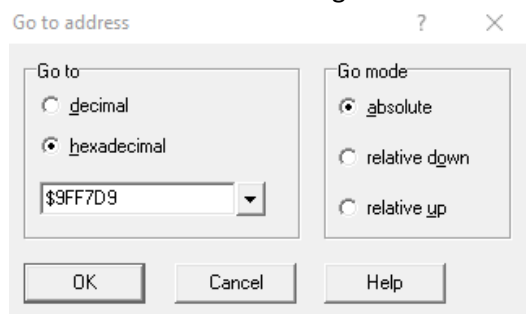 Go to address
Go to
decimal
hexadecimal
$9FF7D9
Go mode
absolute
relative down
relative up
OK
Cancel
Help